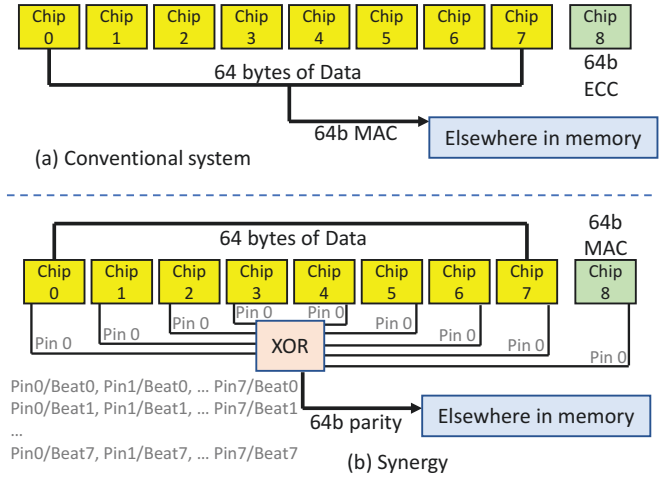 Chip 0
Chip 1
Chip 2
Chip 3
Chip 4
Chip 5
Chip 6
Chip 7
Chip 8
64 bytes of Data
64b
ECC
64b MAC
Elsewhere in memory
(a) Conventional system
64b
MAC
64 bytes of Data
Chip 0
Chip 1
Chip 2
Chip 3
Chip 4
Chip 5
Chip 6
Chip 7
Chip 8
Pin 0
Pin 0
Pin 0
Pin 0
Pin 0
Pin 0
Pin 0
Pin 0
Pin 0
XOR
Pin0/Beat0, Pin1/Beat0, ... Pin7/Beat0
Pin0/Beat1, Pin1/Beat1, ... Pin7/Beat1
...
Pin0/Beat7, Pin1/Beat7, ... Pin7/Beat7
64b parity
Elsewhere in memory
(b) Synergy